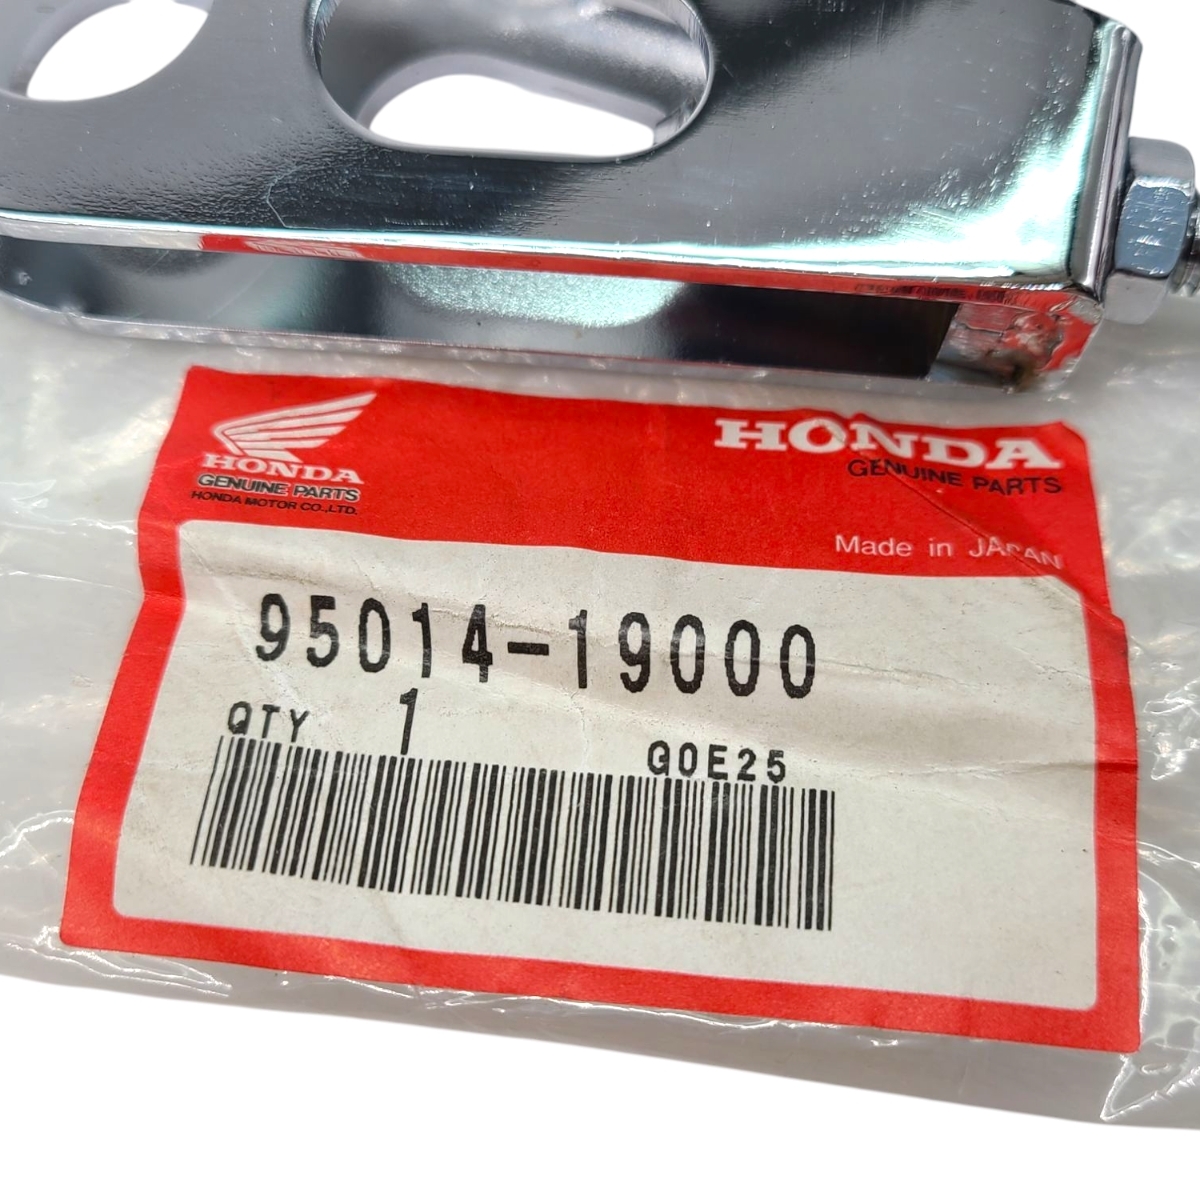 HONDA
GENUINE PARTS
HONDA MOTOR CO.,LTD.
HONDA
GENUINE PARTS
Made in JAPAN
95014-19000
QTY 1
G0E25